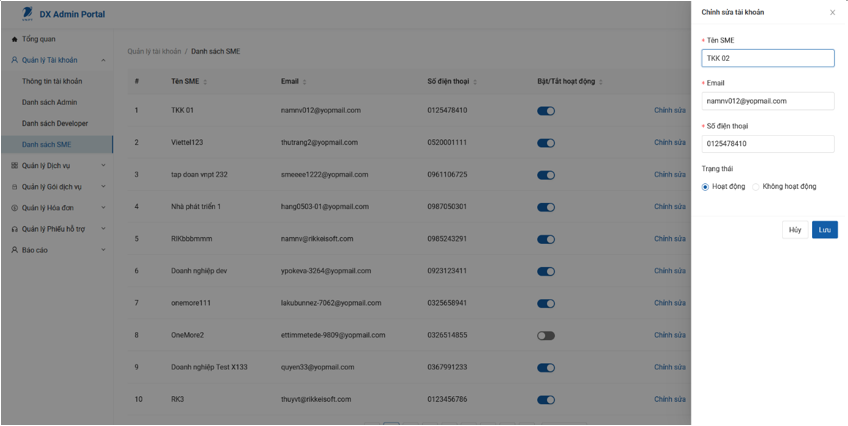 DX Admin Portal
Tổng quan
Quản lý Tài khoản
Thông tin tài khoản
Danh sách Admin
Danh sách Developer
Danh sách SME
Quản lý Dịch vụ
Quản lý Gói dịch vụ
Quản lý Hóa đơn
Quản lý Phiếu hỗ trợ
Báo cáo
Quản lý tài khoản / Danh sách SME
# Tên SME Email Số điện thoại Bật/Tắt hoạt động
1 TKK 01 namnv012@yopmail.com 0125478410 Chỉnh sửa
2 Viettel123 thutrang2@yopmail.com 0520001111 Chỉnh sửa
3 tap doan vnpt 232 smeeee1222@yopmail.com 0961106725 Chỉnh sửa
4 Nhà phát triển 1 hang0503-01@yopmail.com 0987050301 Chỉnh sửa
5 RIKbbbmmm namnv@rikkeisoft.com 0985243291 Chỉnh sửa
6 Doanh nghiệp dev ypokeva-3264@yopmail.com 0923123411 Chỉnh sửa
7 onemore111 lakubunnez-7062@yopmail.com 0325658941 Chỉnh sửa
8 OneMore2 ettimmetede-9809@yopmail.com 0326514855 Chỉnh sửa
9 Doanh nghiệp Test X133 quyen33@yopmail.com 0367991233 Chỉnh sửa
10 RK3 thuyvt@rikkeisoft.com 0123456786 Chỉnh sửa
Chỉnh sửa tài khoản
* Tên SME
TKK 02
* Email
namnv012@yopmail.com
* Số điện thoại
0125478410
Trạng thái
Hoạt động Không hoạt động
Hủy Lưu